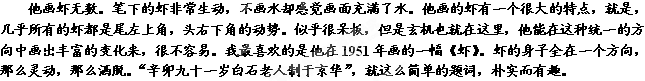 他画虾无数。笔下的虾非常生动，不画水却感觉画面充满了水。他画的虾有一个很大的特点，就是，
几乎所有的虾都是尾左上角，头右下角的动势。似乎很呆板，但是玄机也就在这里，他能在这种统一的方
向中画出丰富的变化来，很不容易。我最喜欢的是他在 1951 年画的一幅《虾》。虾的身子全在一个方向，
那么灵动，那么洒脱。“辛卯九十一岁白石老人制于京华”，就这么简单的题词，朴实而有趣。